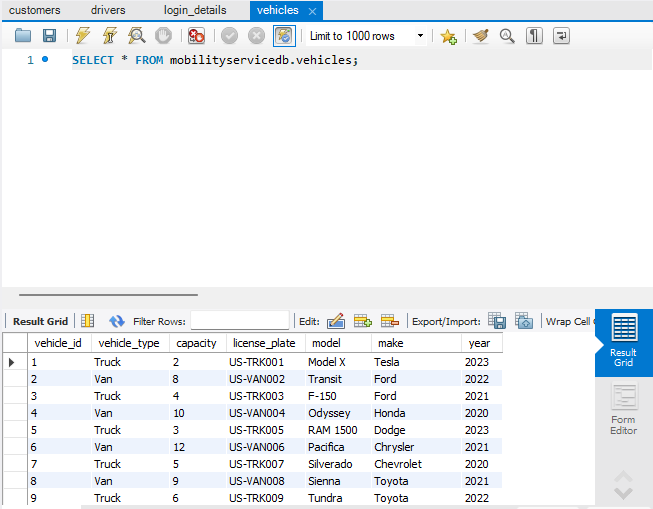 customers drivers login_details vehicles
Limit to 1000 rows
1 SELECT * FROM mobilityservicedb.vehicles;
Result Grid Filter Rows: Edit: Export/Import: Wrap Cell
Result
Grid
Form
Editor
vehicle_id vehicle_type capacity license_plate model make year
1 Truck 2 US-TRK001 Model X Tesla 2023
2 Van 8 US-VAN002 Transit Ford 2022
3 Truck 4 US-TRK003 F-150 Ford 2021
4 Van 10 US-VAN004 Odyssey Honda 2020
5 Truck 3 US-TRK005 RAM 1500 Dodge 2023
6 Van 12 US-VAN006 Pacifica Chrysler 2021
7 Truck 5 US-TRK007 Silverado Chevrolet 2020
8 Van 9 US-VAN008 Sienna Toyota 2021
9 Truck 6 US-TRK009 Tundra Toyota 2022